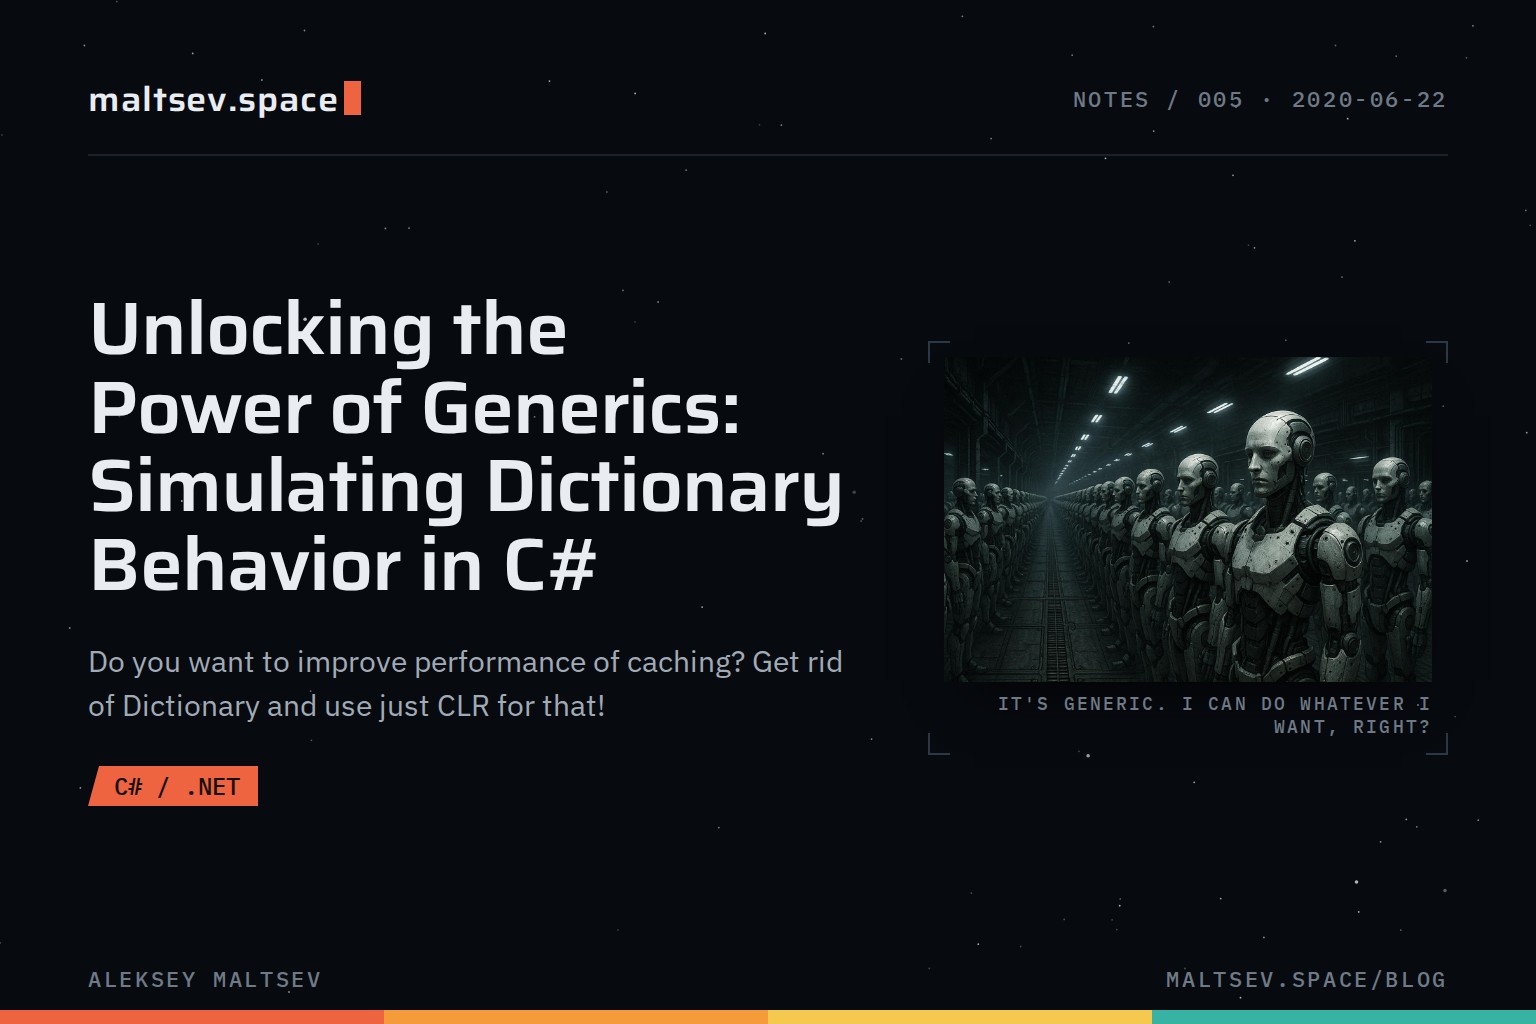 maltsev.space
NOTES / 005 · 2020-06-22
Unlocking the
Power of Generics:
Simulating Dictionary
Behavior in C#
Do you want to improve performance of caching? Get rid
of Dictionary and use just CLR for that!
C# / .NET
IT'S GENERIC. I CAN DO WHATEVER I
WANT, RIGHT?
ALEKSEY MALTSEV
MALTSEV.SPACE/BLOG